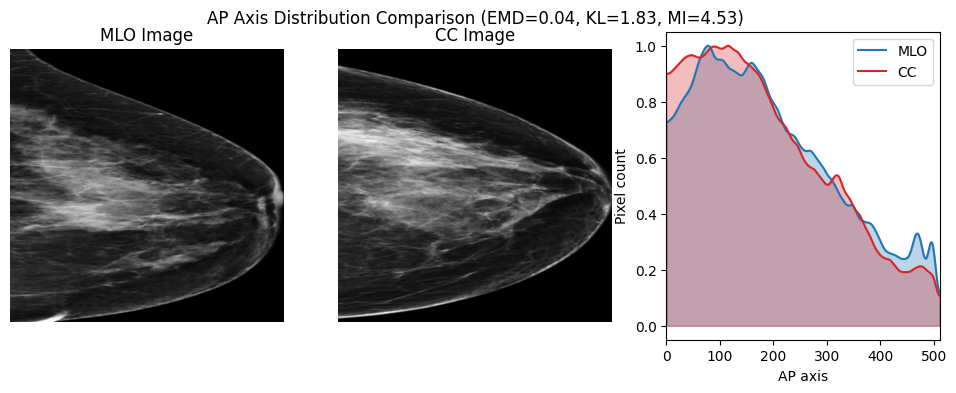 AP Axis Distribution Comparison (EMD=0.04, KL=1.83, MI=4.53)
MLO Image
CC Image
MLO
CC
Pixel count
1.0
0.8
0.6
0.4
0.2
0.0
0 100 200 300 400 500
AP axis